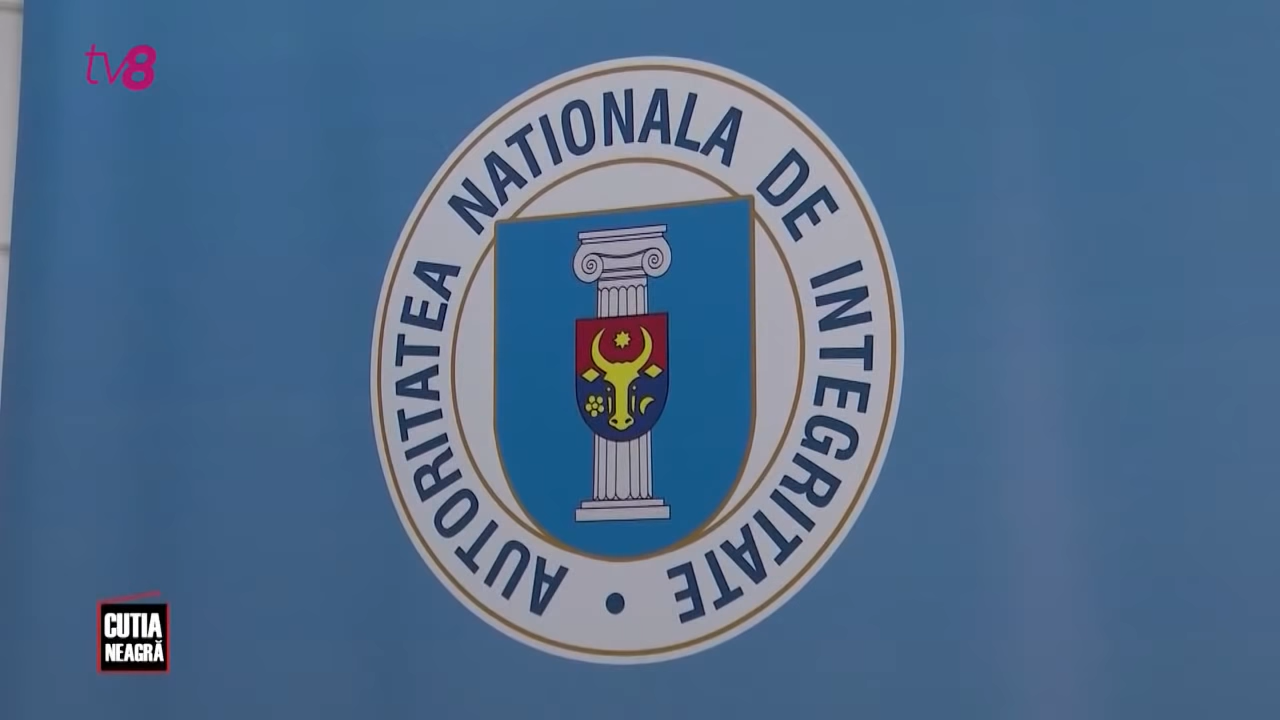 tv8
AUTORITATEA NATIONALA DE INTEGRITATE
CUTIA
NEAGRĂ